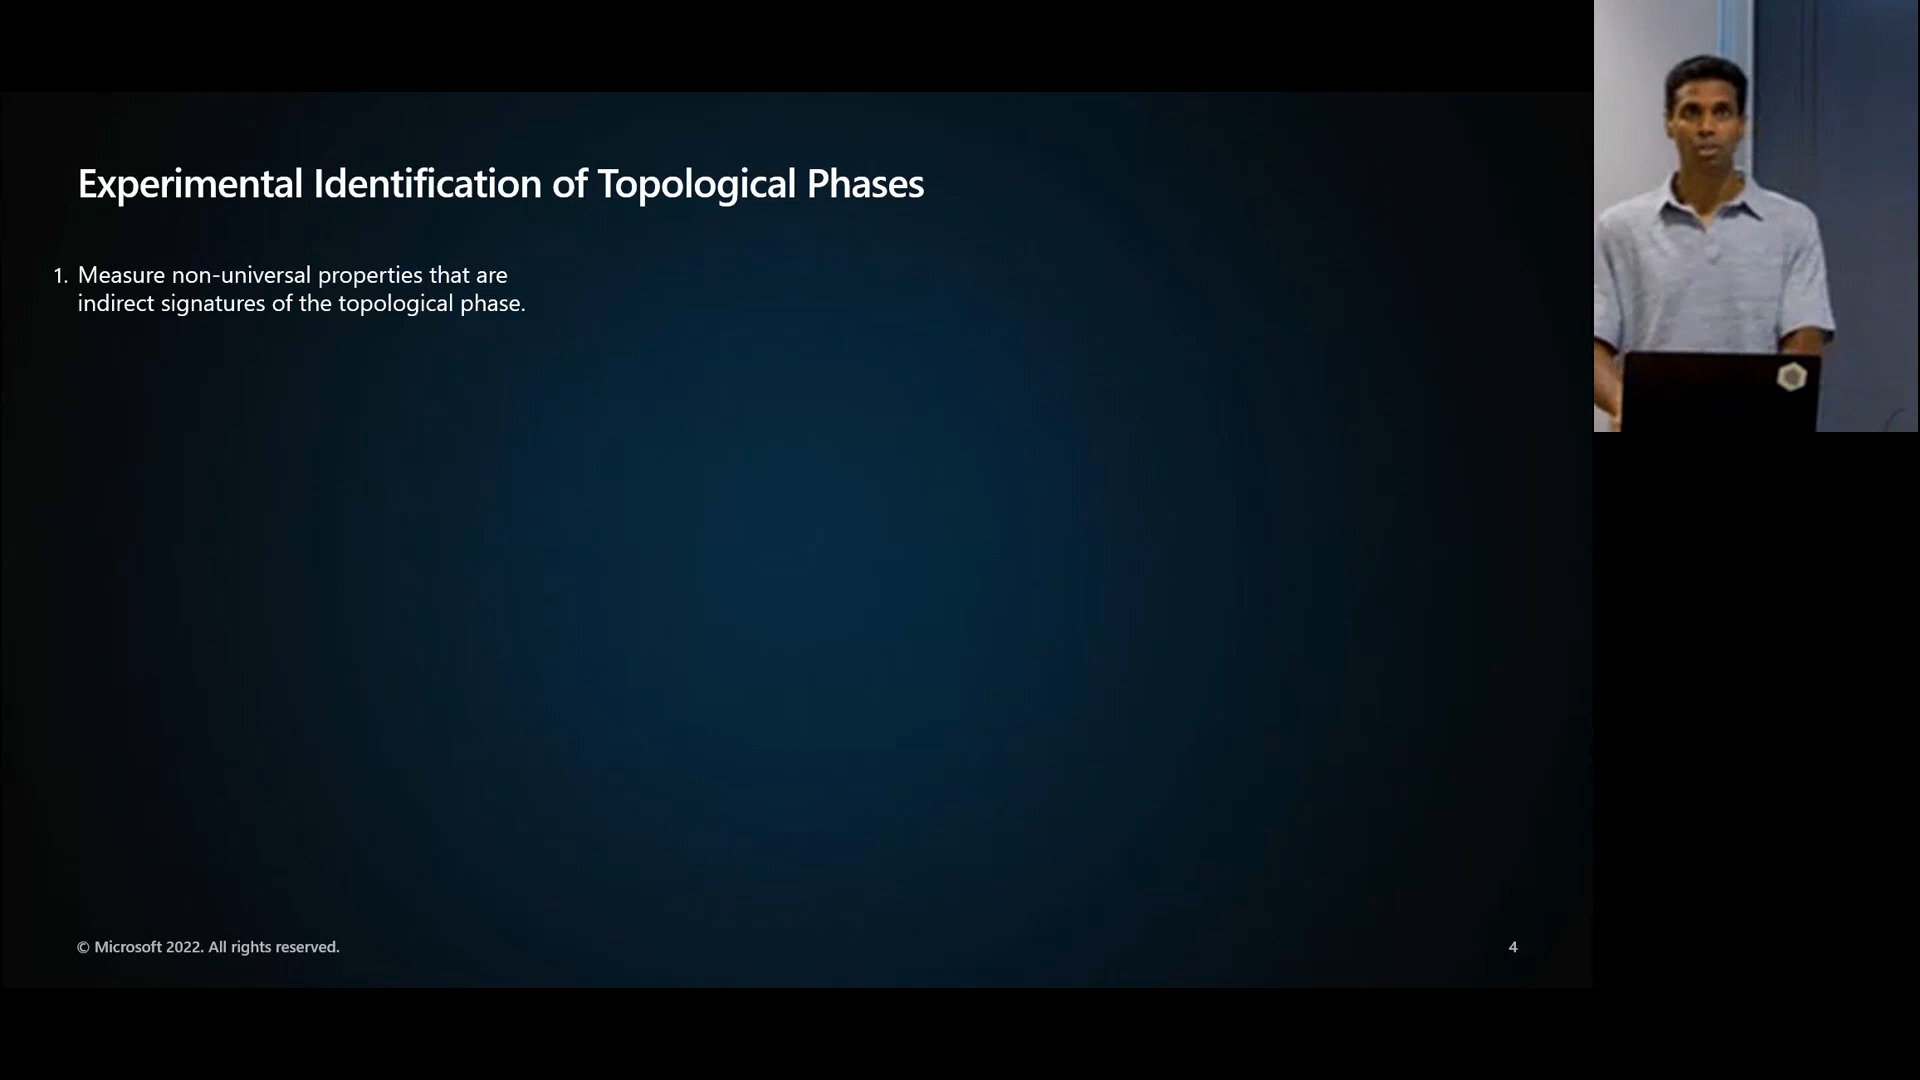 Experimental Identification of Topological Phases
1. Measure non-universal properties that are
indirect signatures of the topological phase.
© Microsoft 2022. All rights reserved.
4